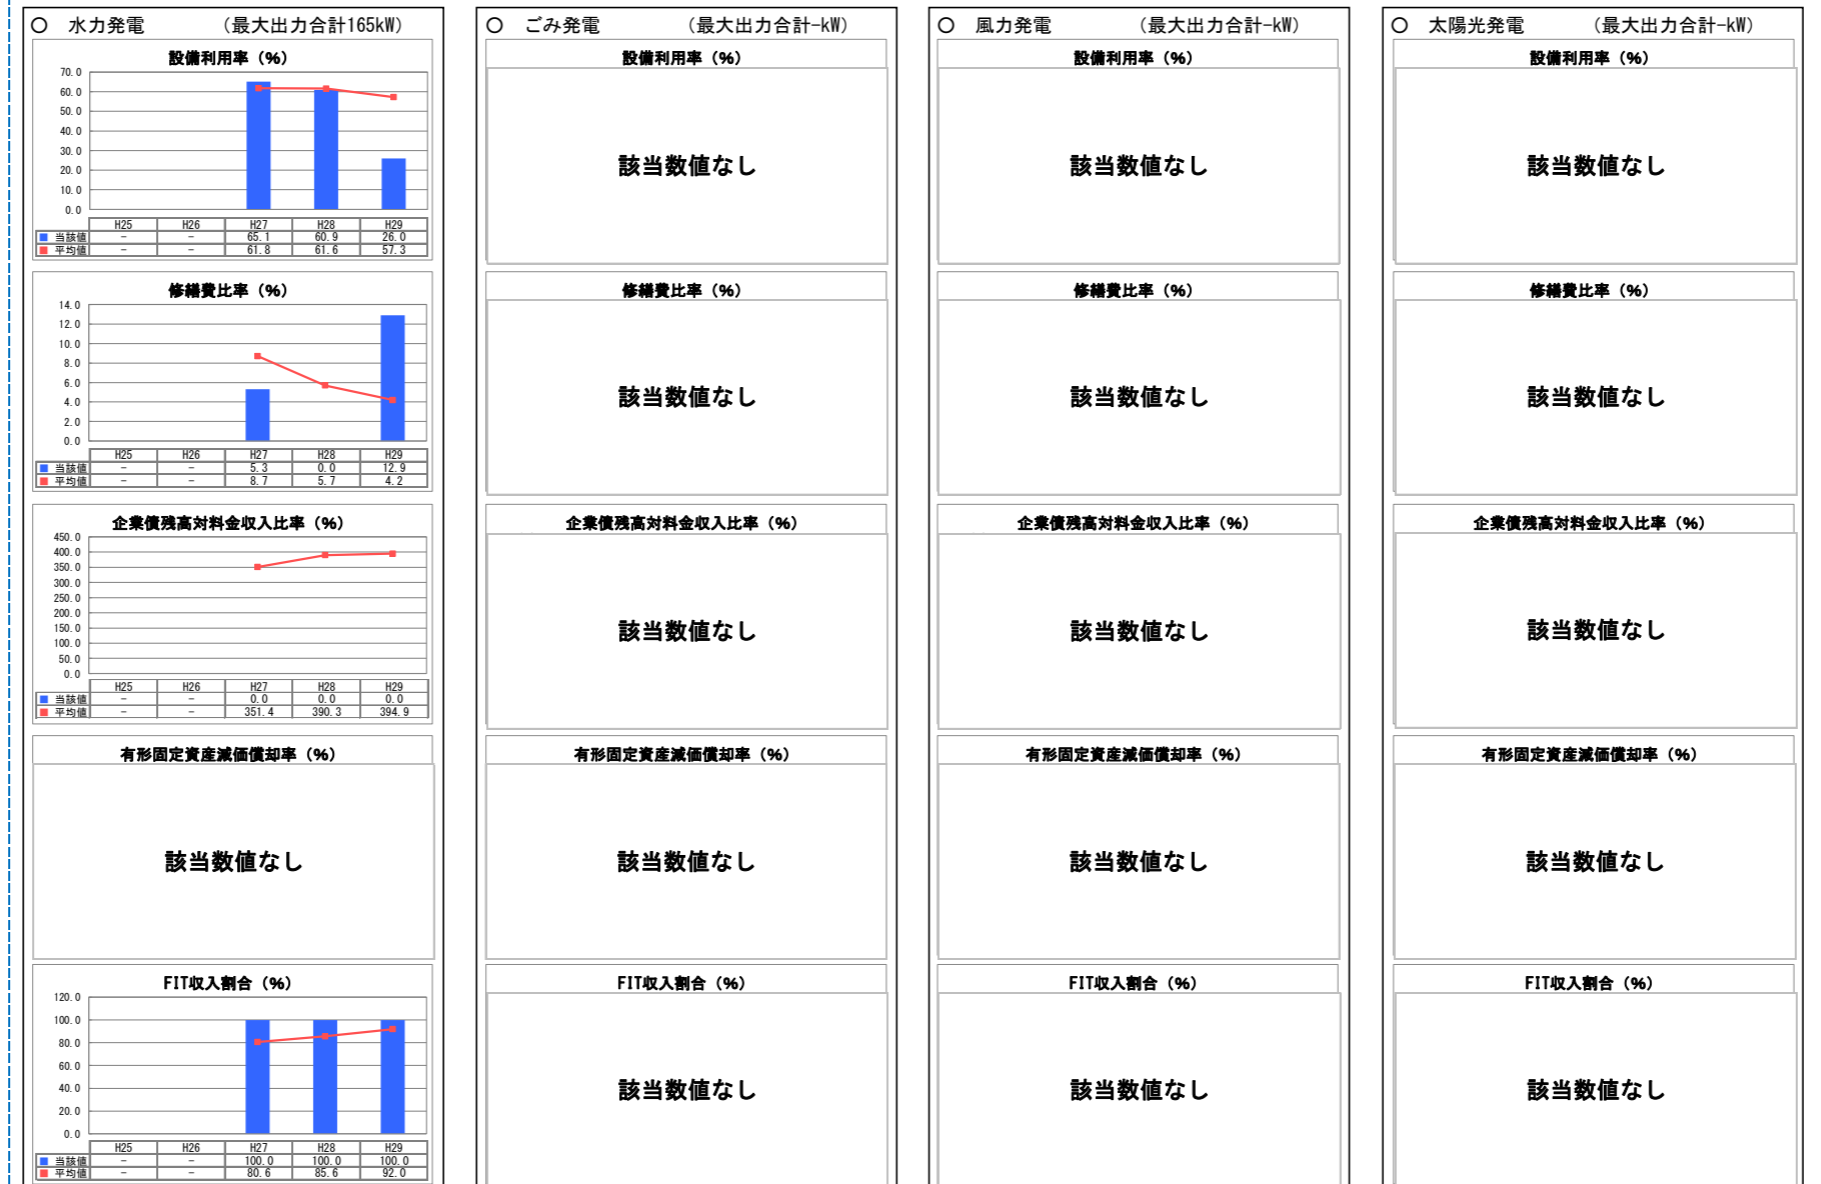 ○ 水力発電 （最大出力合計165kW）
設備利用率（%）
70.0
60.0
50.0
40.0
30.0
20.0
10.0
0.0
H25 H26 H27 H28 H29
当該値 － － 65.1 60.9 26.0
平均値 － － 61.8 61.6 57.3
修繕費比率（%）
14.0
12.0
10.0
8.0
6.0
4.0
2.0
0.0
H25 H26 H27 H28 H29
当該値 － － 5.3 0.0 12.9
平均値 － － 8.7 5.7 4.2
企業債残高対料金収入比率（%）
450.0
400.0
350.0
300.0
250.0
200.0
150.0
100.0
50.0
0.0
H25 H26 H27 H28 H29
当該値 － － 0.0 0.0 0.0
平均値 － － 351.4 390.3 394.9
有形固定資産減価償却率（%）
該当数値なし
FIT収入割合（%）
120.0
100.0
80.0
60.0
40.0
20.0
0.0
H25 H26 H27 H28 H29
当該値 － － 100.0 100.0 100.0
平均値 － － 80.6 85.6 92.0
○ ごみ発電 （最大出力合計-kW）
設備利用率（%）
該当数値なし
修繕費比率（%）
該当数値なし
企業債残高対料金収入比率（%）
該当数値なし
有形固定資産減価償却率（%）
該当数値なし
FIT収入割合（%）
該当数値なし
○ 風力発電 （最大出力合計-kW）
設備利用率（%）
該当数値なし
修繕費比率（%）
該当数値なし
企業債残高対料金収入比率（%）
該当数値なし
有形固定資産減価償却率（%）
該当数値なし
FIT収入割合（%）
該当数値なし
○ 太陽光発電 （最大出力合計-kW）
設備利用率（%）
該当数値なし
修繕費比率（%）
該当数値なし
企業債残高対料金収入比率（%）
該当数値なし
有形固定資産減価償却率（%）
該当数値なし
FIT収入割合（%）
該当数値なし